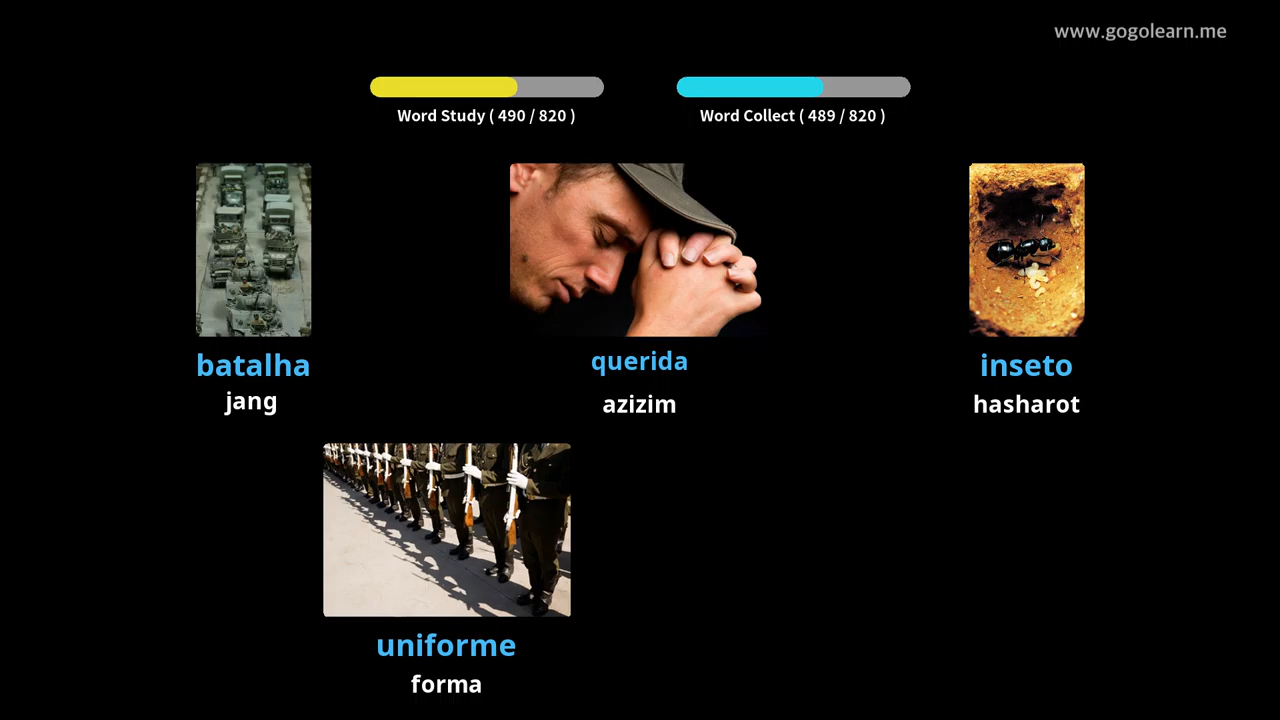 www.gogolearn.me
Word Study ( 490 / 820 )
Word Collect ( 489 / 820 )
batalha
jang
querida
azizim
inseto
hasharot
uniforme
forma